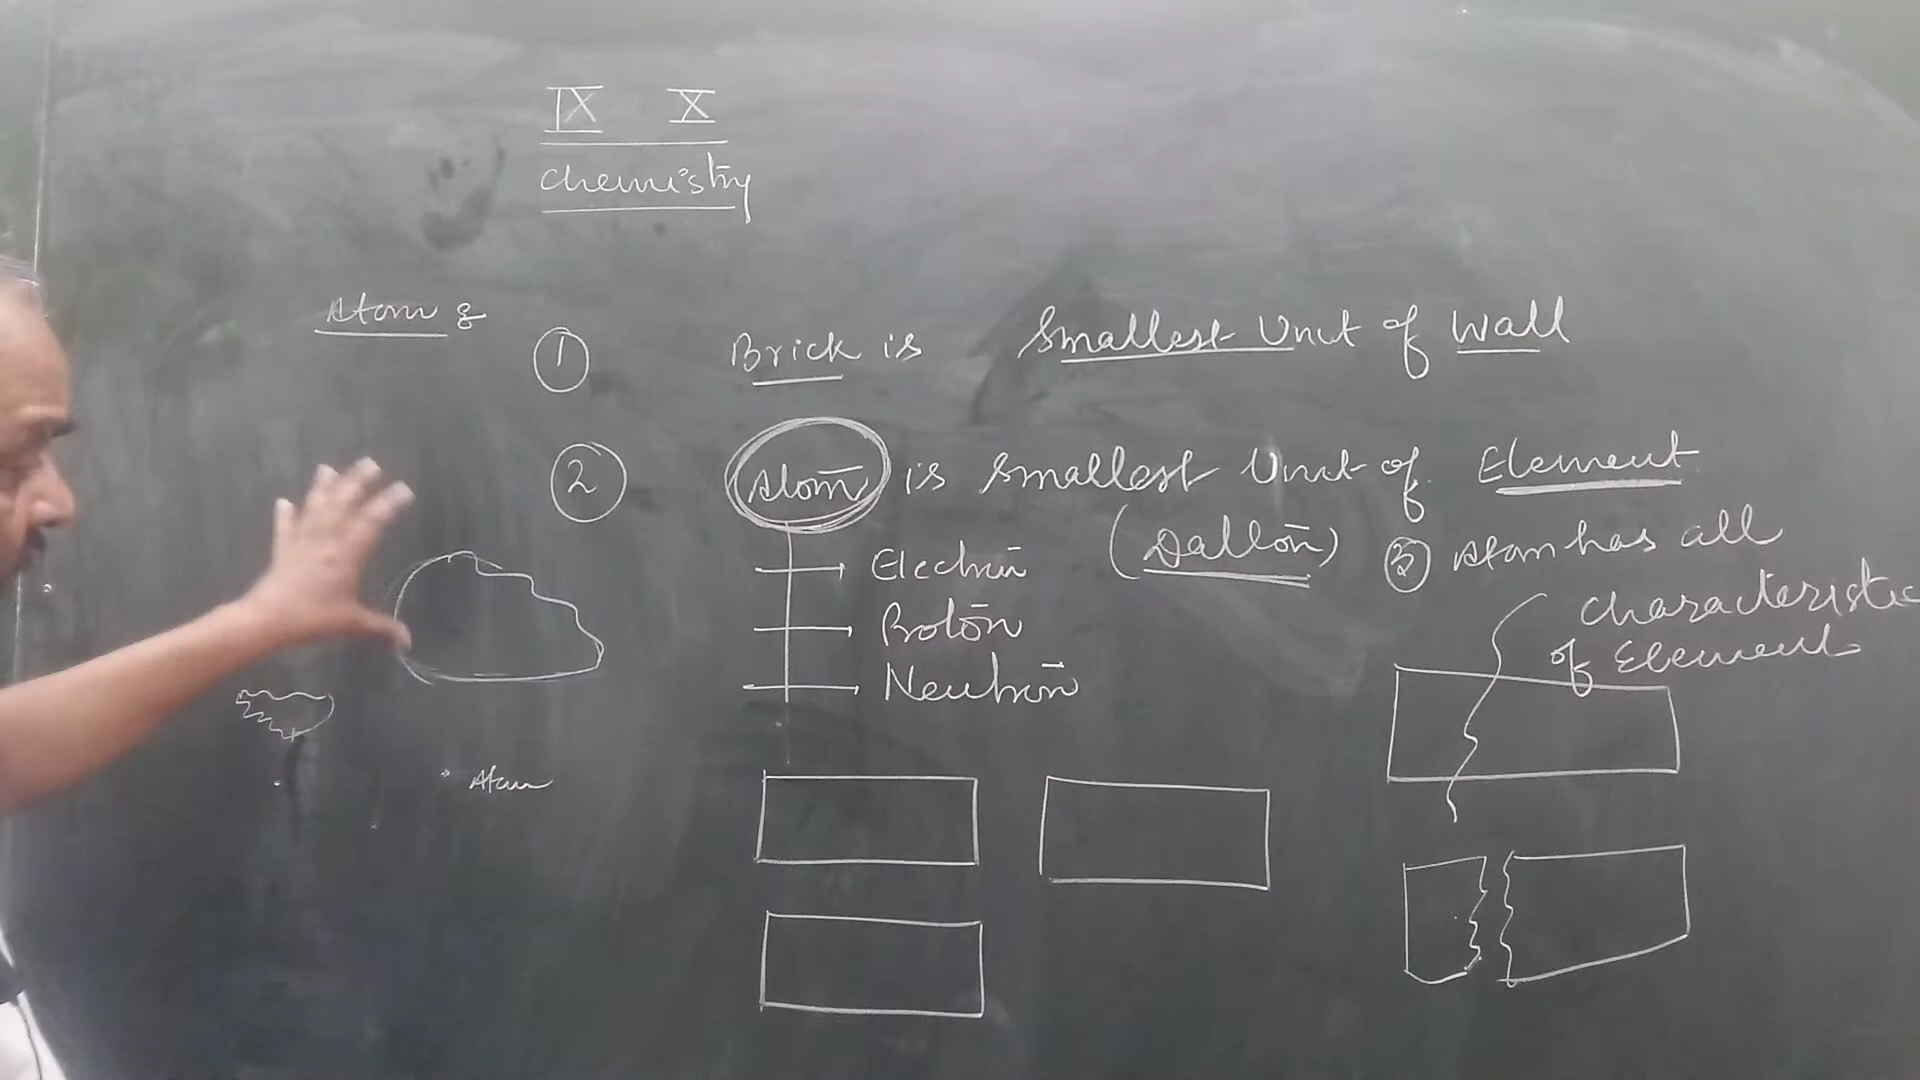 IX X
Chemistry
Atom :
① Brick is Smallest Unit of Wall
② Atom is Smallest Unit of Element
(Dalton)
Electron
Proton
Neutron
③ Atom has all
characteristic
of Element
Atom